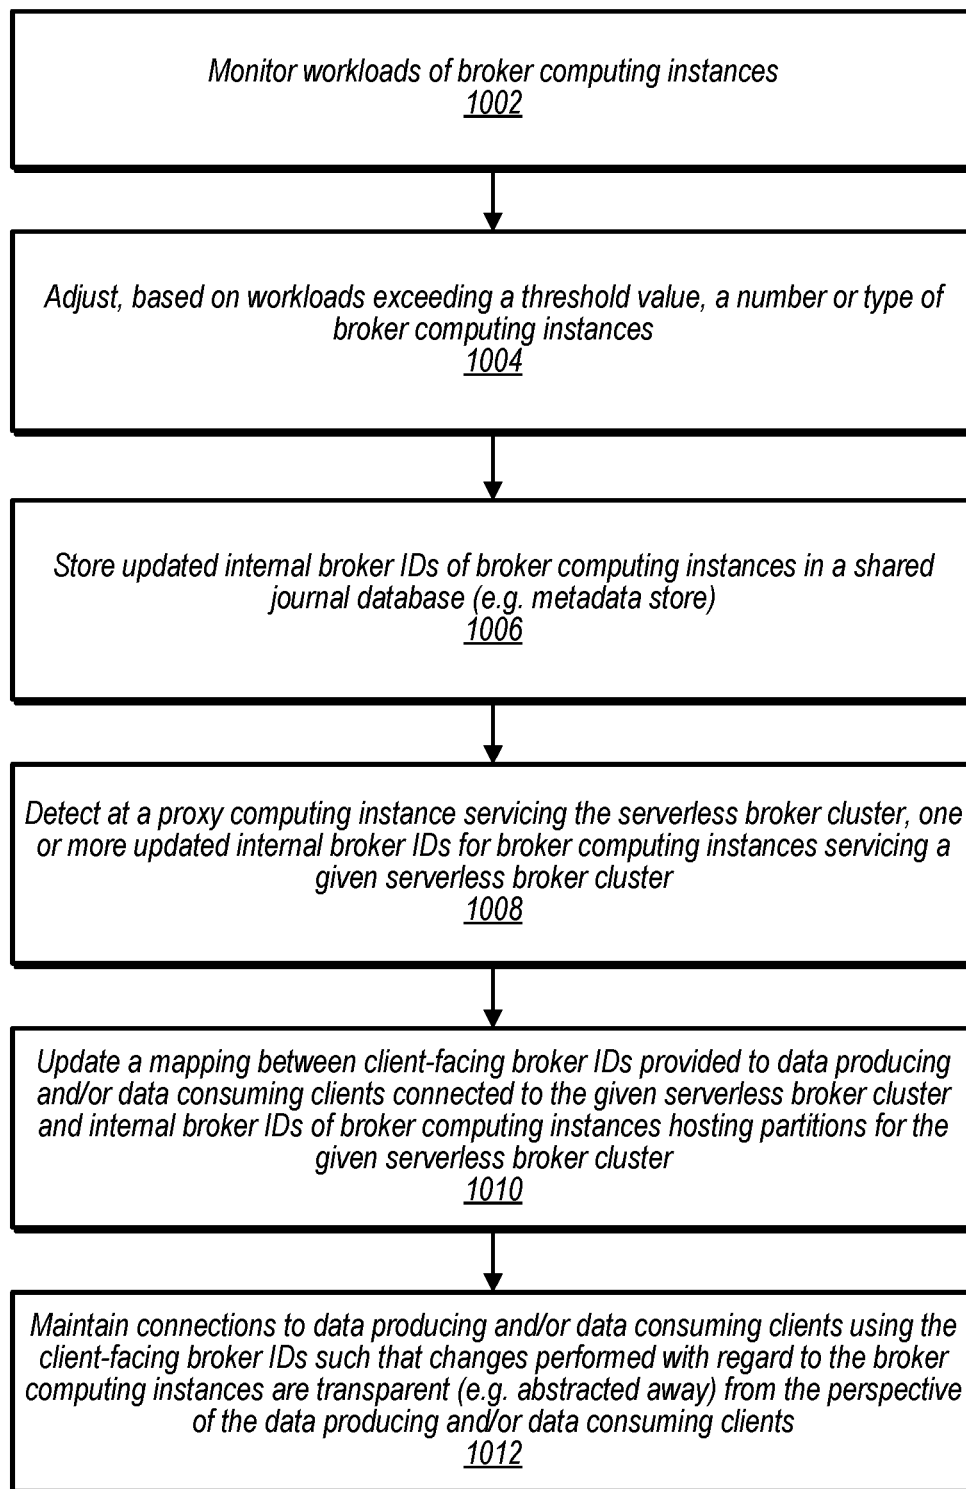 Monitor workloads of broker computing instances
1002
Adjust, based on workloads exceeding a threshold value, a number or type of
broker computing instances
1004
Store updated internal broker IDs of broker computing instances in a shared
journal database (e.g. metadata store)
1006
Detect at a proxy computing instance servicing the serverless broker cluster, one
or more updated internal broker IDs for broker computing instances servicing a
given serverless broker cluster
1008
Update a mapping between client-facing broker IDs provided to data producing
and/or data consuming clients connected to the given serverless broker cluster
and internal broker IDs of broker computing instances hosting partitions for the
given serverless broker cluster
1010
Maintain connections to data producing and/or data consuming clients using the
client-facing broker IDs such that changes performed with regard to the broker
computing instances are transparent (e.g. abstracted away) from the perspective
of the data producing and/or data consuming clients
1012